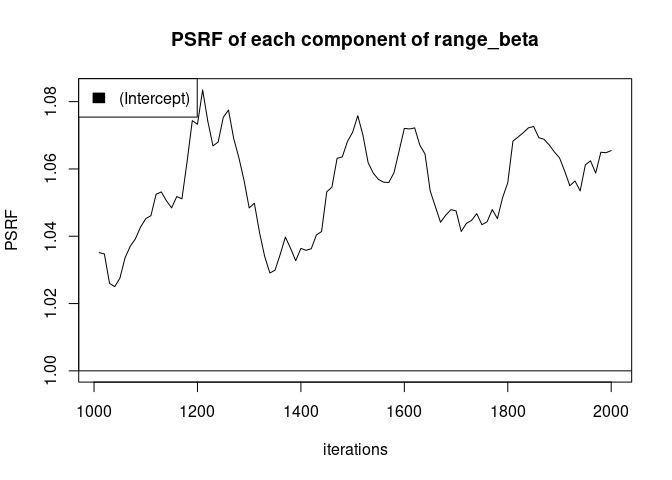 PSRF of each component of range_beta
(Intercept)
PSRF
1.08
1.06
1.04
1.02
1.00
1000 1200 1400 1600 1800 2000
iterations